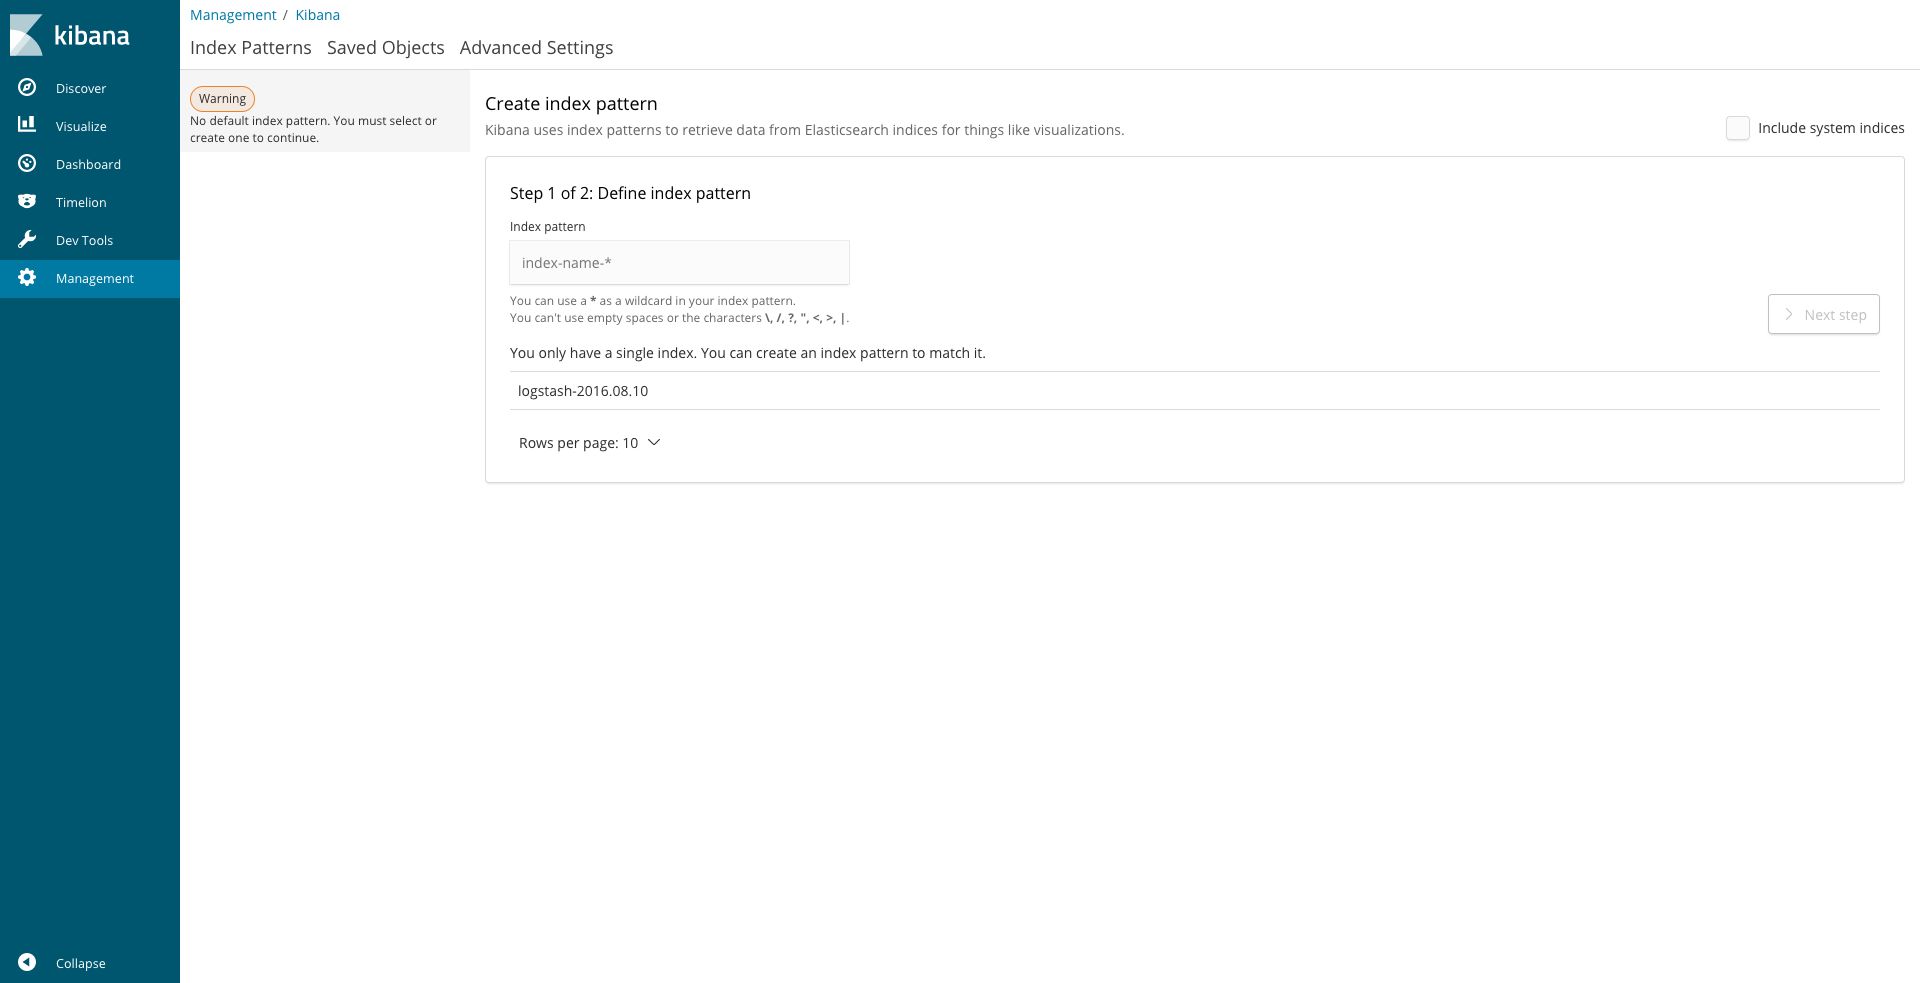 kibana
Discover
Visualize
Dashboard
Timelion
Dev Tools
Management
Collapse
Management / Kibana
Index Patterns Saved Objects Advanced Settings
Warning
No default index pattern. You must select or
create one to continue.
Create index pattern
Kibana uses index patterns to retrieve data from Elasticsearch indices for things like visualizations.
Include system indices
Step 1 of 2: Define index pattern
Index pattern
index-name-*
You can use a * as a wildcard in your index pattern.
You can't use empty spaces or the characters \, /, ?, ", <, >, |.
Next step
You only have a single index. You can create an index pattern to match it.
logstash-2016.08.10
Rows per page: 10